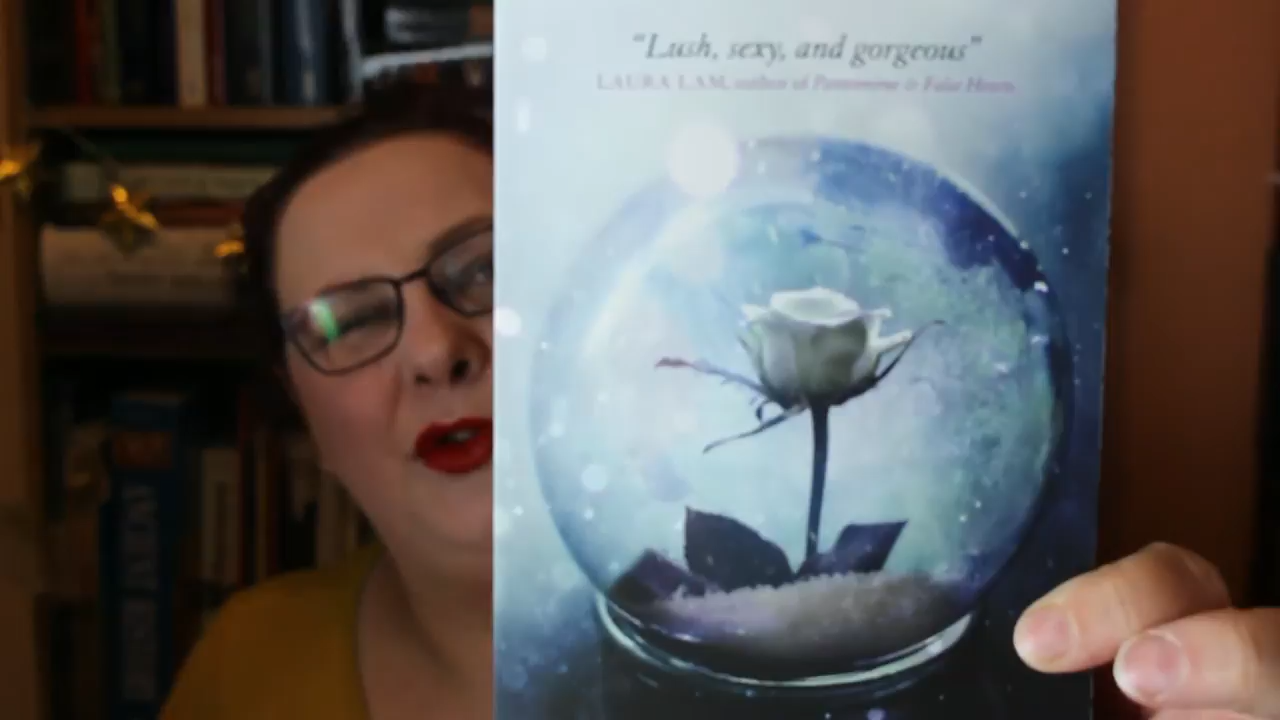 "Lush, sexy, and gorgeous"
LAURA LAM, author of Pantomime & False Hearts